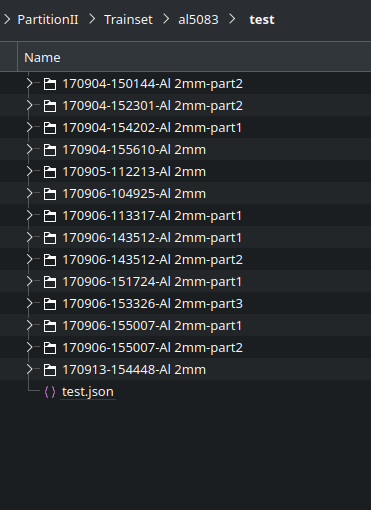 PartitionII > Trainset > al5083 > test
Name
170904-150144-Al 2mm-part2
170904-152301-Al 2mm-part2
170904-154202-Al 2mm-part1
170904-155610-Al 2mm
170905-112213-Al 2mm
170906-104925-Al 2mm
170906-113317-Al 2mm-part1
170906-143512-Al 2mm-part1
170906-143512-Al 2mm-part2
170906-151724-Al 2mm-part1
170906-153326-Al 2mm-part3
170906-155007-Al 2mm-part1
170906-155007-Al 2mm-part2
170913-154448-Al 2mm
test.json